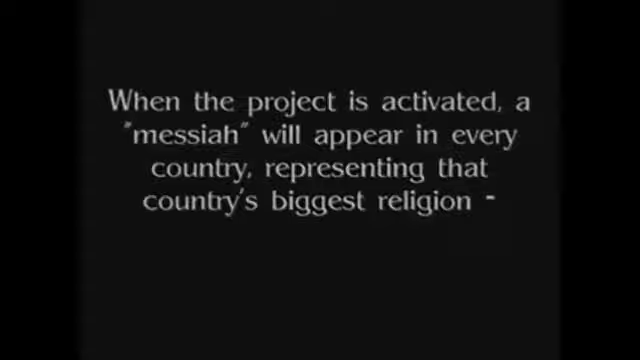 When the project is activated, a
"messiah" will appear in every
country, representing that
country's biggest religion -